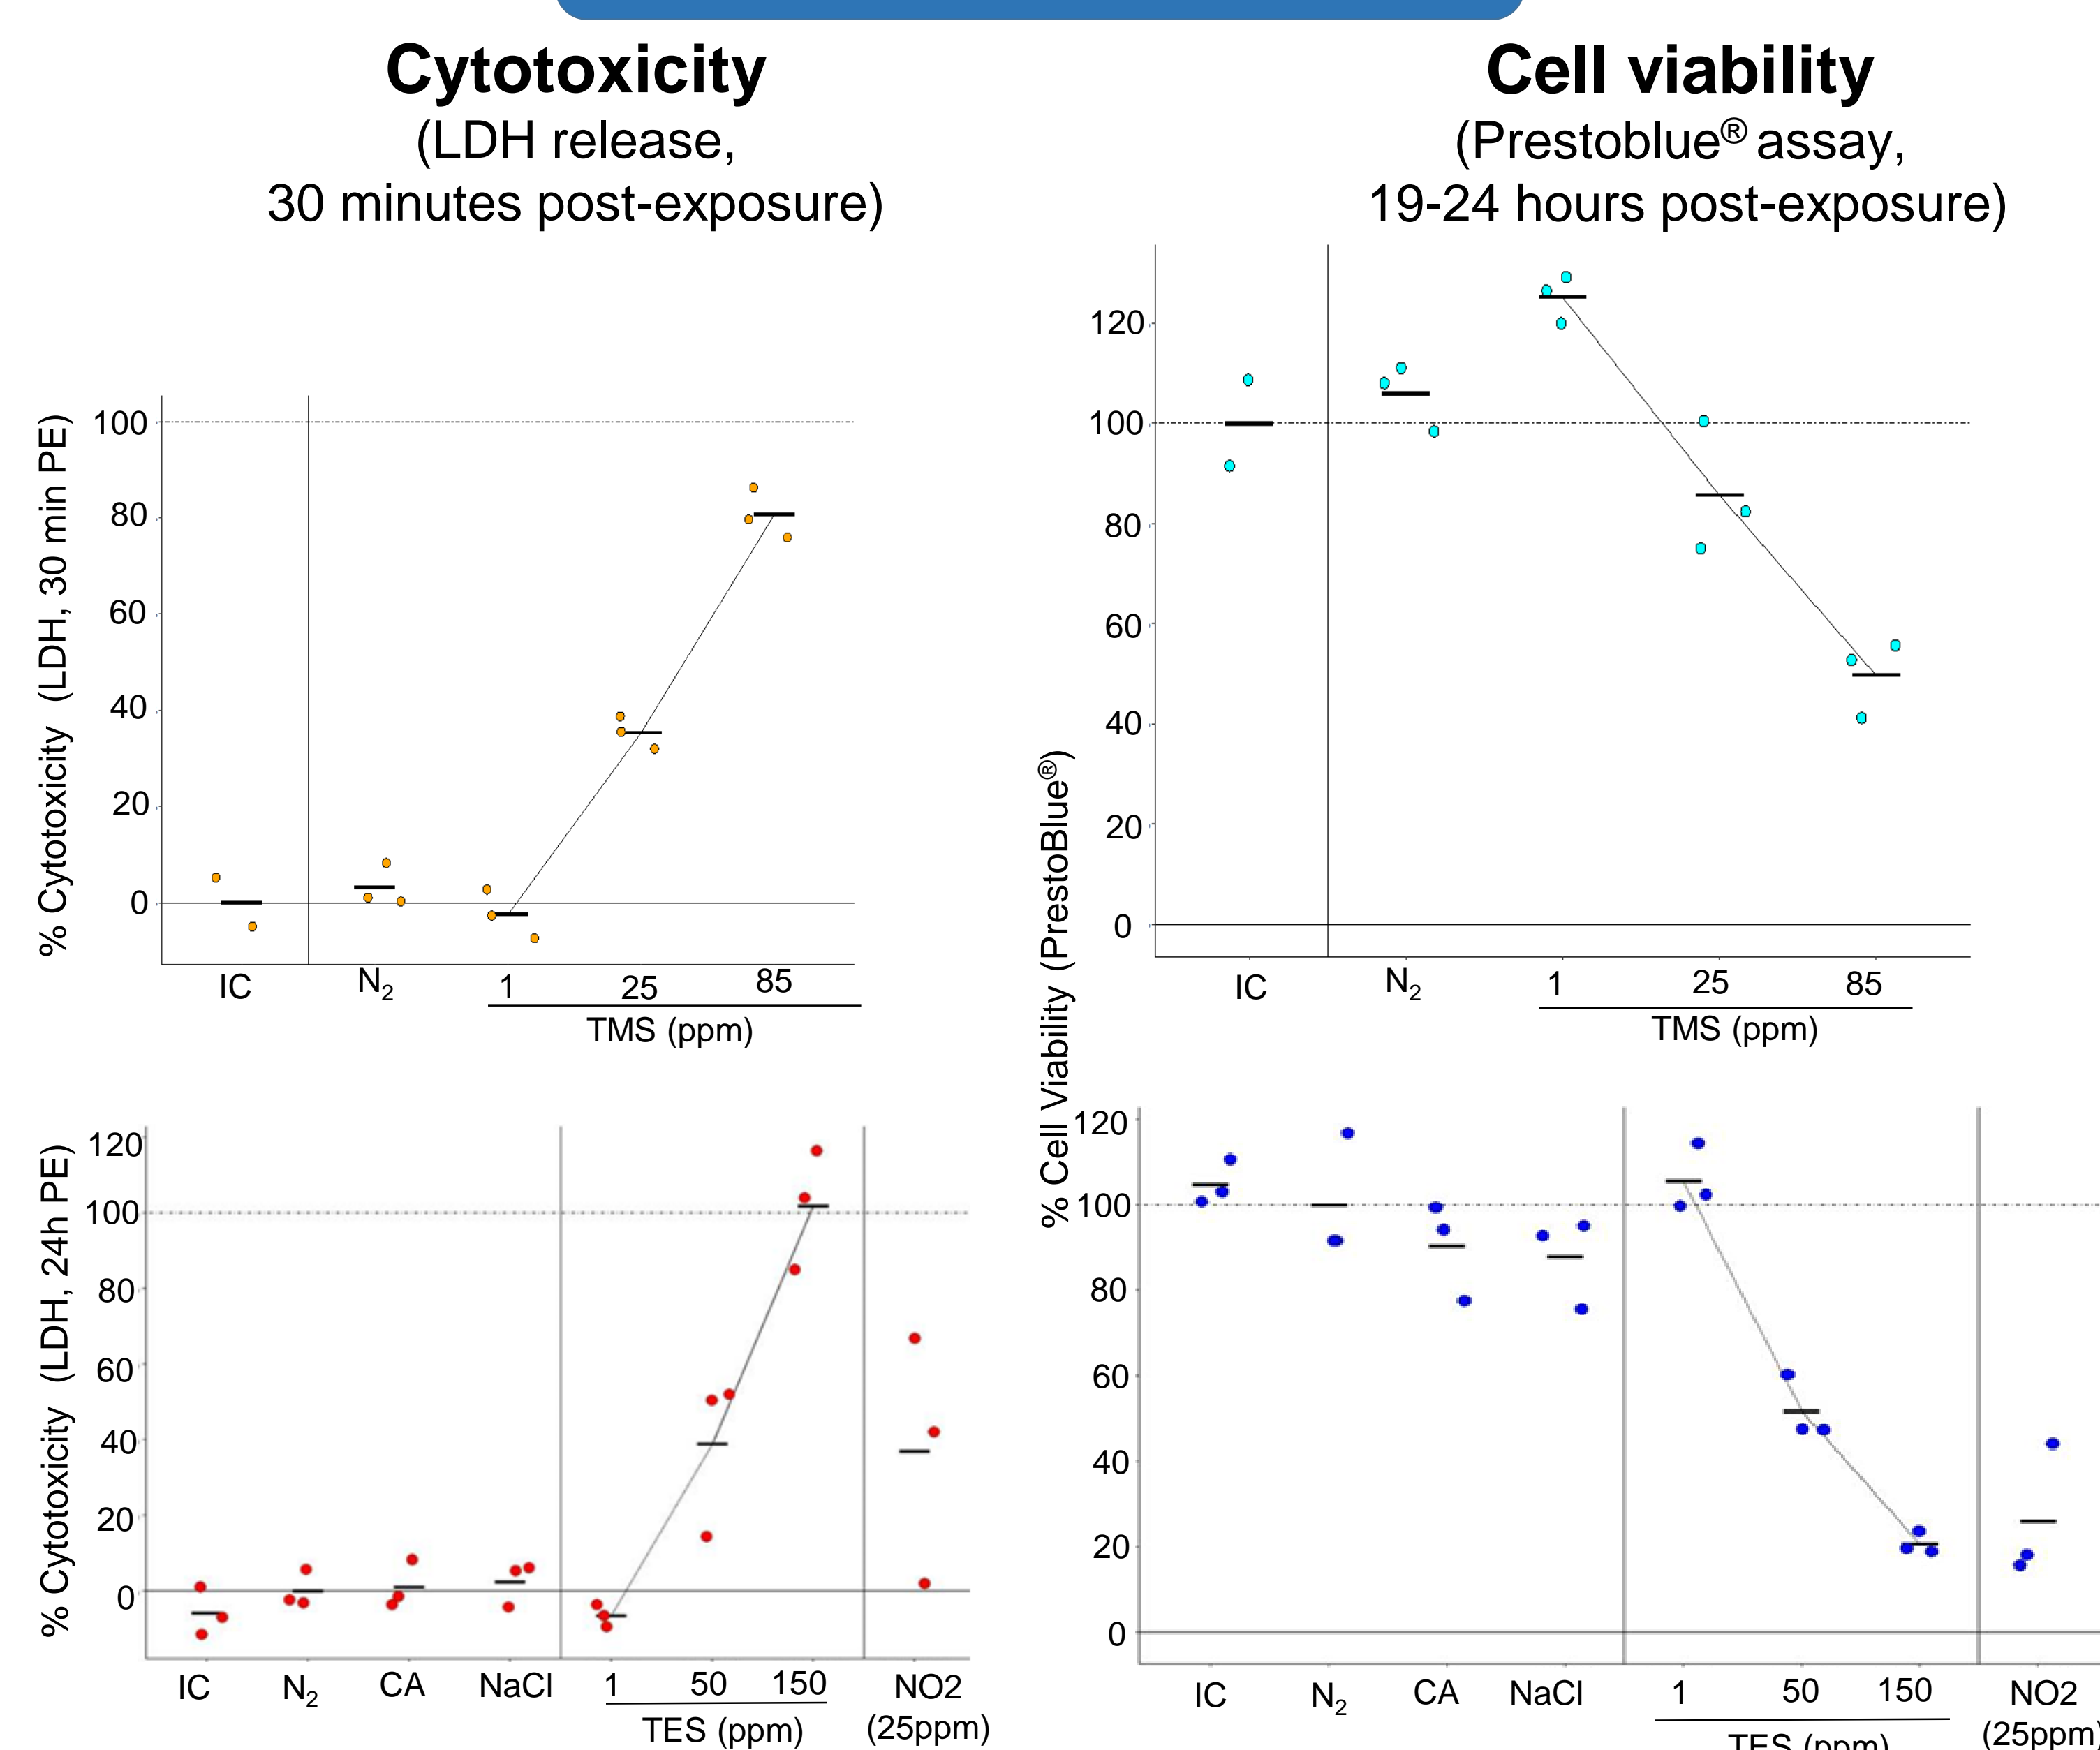 Cytotoxicity
(LDH release,
30 minutes post-exposure)
Cell viability
(Prestoblue® assay,
19-24 hours post-exposure)
% Cytotoxicity (LDH, 30 min PE)
100
80
60
40
20
0
IC N₂ 1 25 85
TMS (ppm)
% Cell Viability (PrestoBlue®)
120
100
80
60
40
20
0
IC N₂ 1 25 85
TMS (ppm)
% Cytotoxicity (LDH, 24h PE)
120
100
80
60
40
20
0
IC N₂ CA NaCl 1 50 150 NO2
TES (ppm) (25ppm)
120
100
80
60
40
20
0
IC N₂ CA NaCl 1 50 150 NO2
TES (ppm) (25ppm)